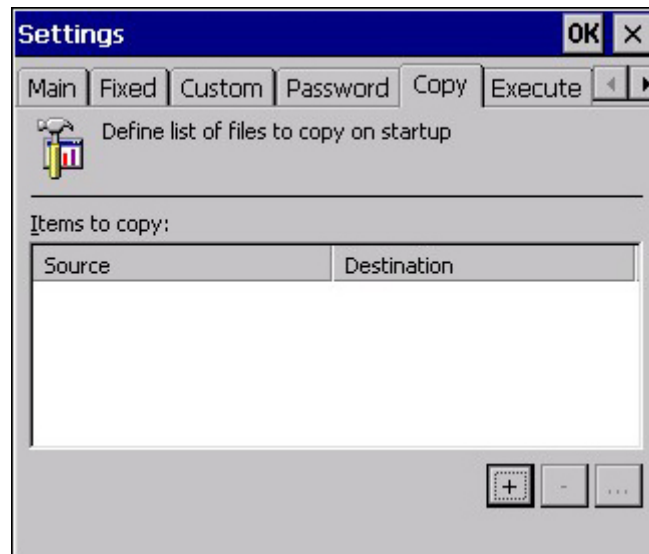 Settings OK ×
Main Fixed Custom Password Copy Execute
Define list of files to copy on startup
Items to copy:
Source Destination
+ - ...